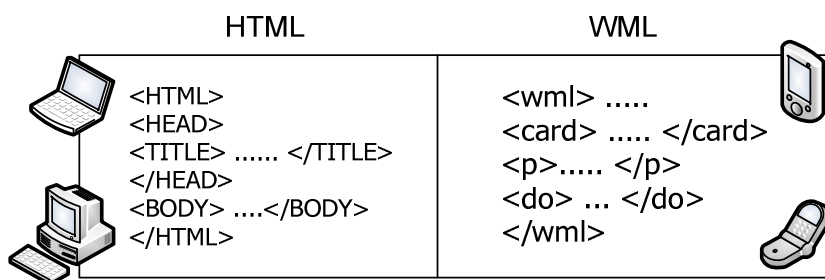 HTML
WML
<HTML>
<HEAD>
<TITLE> ...... </TITLE>
</HEAD>
<BODY> ....</BODY>
</HTML>
<wml> .....
<card> ..... </card>
<p>..... </p>
<do> ... </do>
</wml>